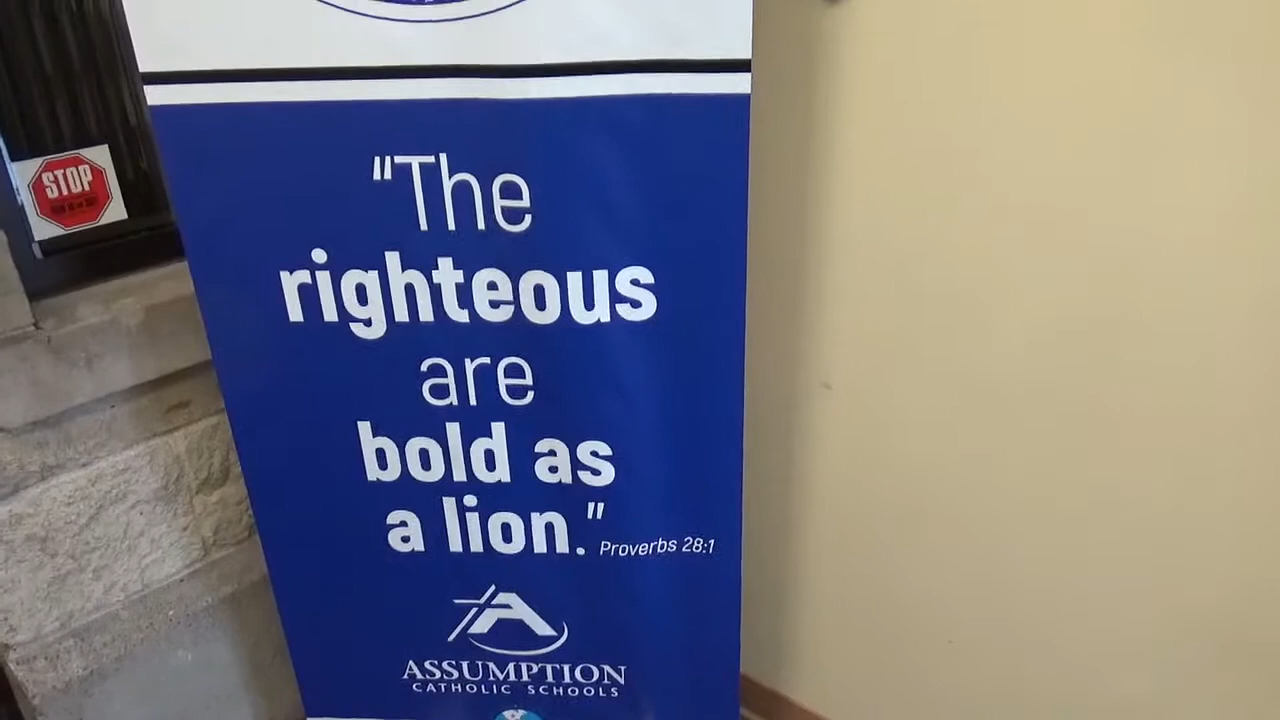 STOP
“The
righteous
are
bold as
a lion.”
Proverbs 28:1
ASSUMPTION
CATHOLIC SCHOOLS